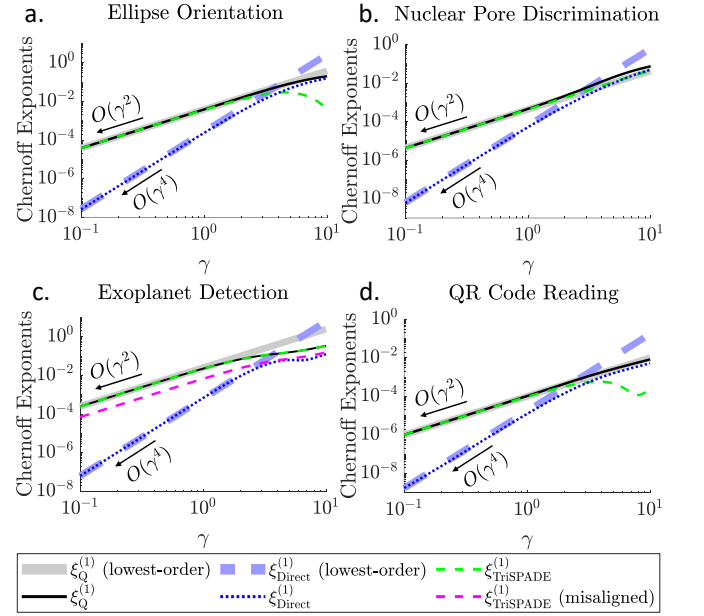 a. Ellipse Orientation
Chernoff Exponents
10^0
10^-2
10^-4
10^-6
10^-8
O(γ^2)
O(γ^4)
10^-1 10^0 10^1
γ
b. Nuclear Pore Discrimination
Chernoff Exponents
10^0
10^-2
10^-4
10^-6
10^-8
O(γ^2)
O(γ^4)
10^-1 10^0 10^1
γ
c. Exoplanet Detection
Chernoff Exponents
10^0
10^-2
10^-4
10^-6
10^-8
O(γ^2)
O(γ^4)
10^-1 10^0 10^1
γ
d. QR Code Reading
Chernoff Exponents
10^0
10^-2
10^-4
10^-6
10^-8
O(γ^2)
O(γ^4)
10^-1 10^0 10^1
γ
ξ_Q^(1) (lowest-order) ξ_Direct^(1) (lowest-order) ξ_TriSPADE^(1)
ξ_Q^(1) ξ_Direct^(1) ξ_TriSPADE^(1) (misaligned)